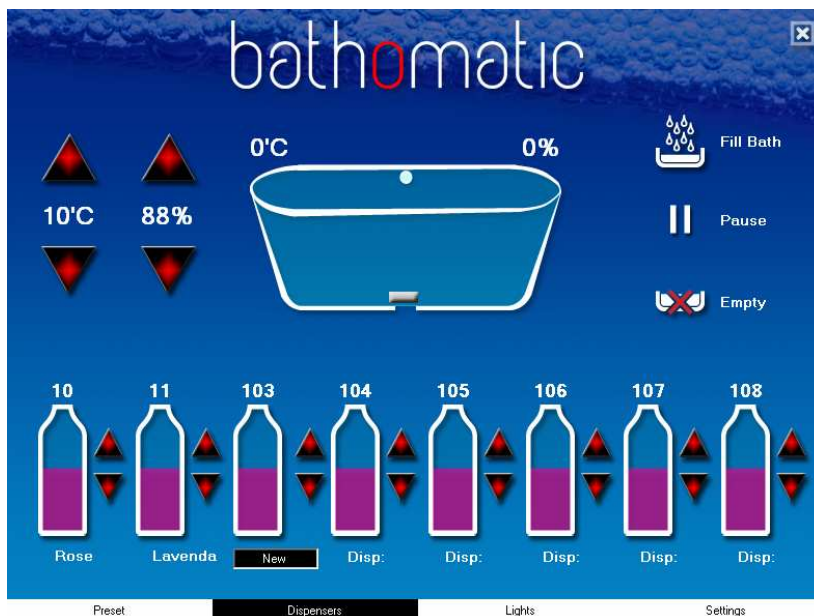 bathomatic
0'C 0%
Fill Bath
10'C 88%
Pause
Empty
10 11 103 104 105 106 107 108
Rose Lavenda New Disp: Disp: Disp: Disp: Disp:
Preset Dispensers Lights Settings